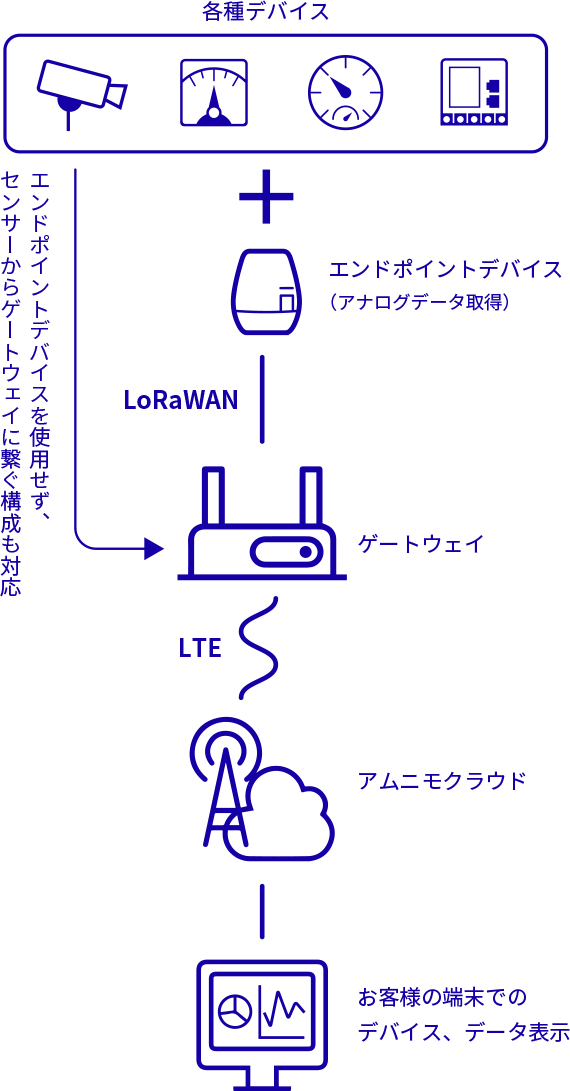 各種デバイス
エンドポイントデバイスを使用せず、
センサーからゲートウェイに繋ぐ構成も対応
エンドポイントデバイス
（アナログデータ取得）
LoRaWAN
ゲートウェイ
LTE
アムニモクラウド
お客様の端末での
デバイス、データ表示